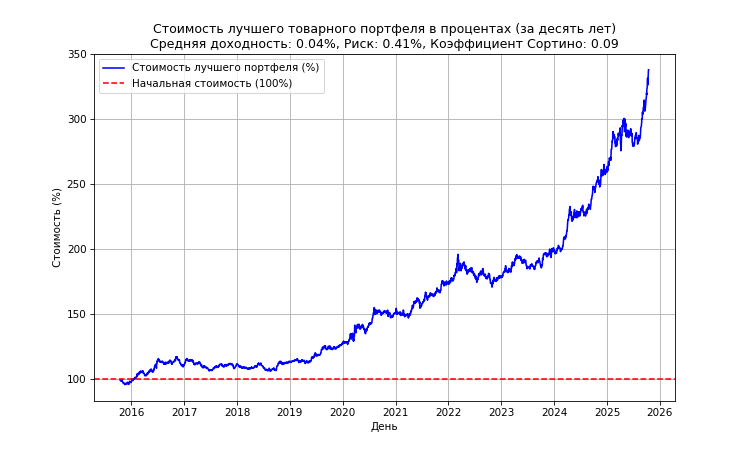 Стоимость лучшего товарного портфеля в процентах (за десять лет)
Средняя доходность: 0.04%, Риск: 0.41%, Коэффициент Сортино: 0.09
Стоимость лучшего портфеля (%)
Начальная стоимость (100%)
Стоимость (%)
350
300
250
200
150
100
2016 2017 2018 2019 2020 2021 2022 2023 2024 2025 2026
День